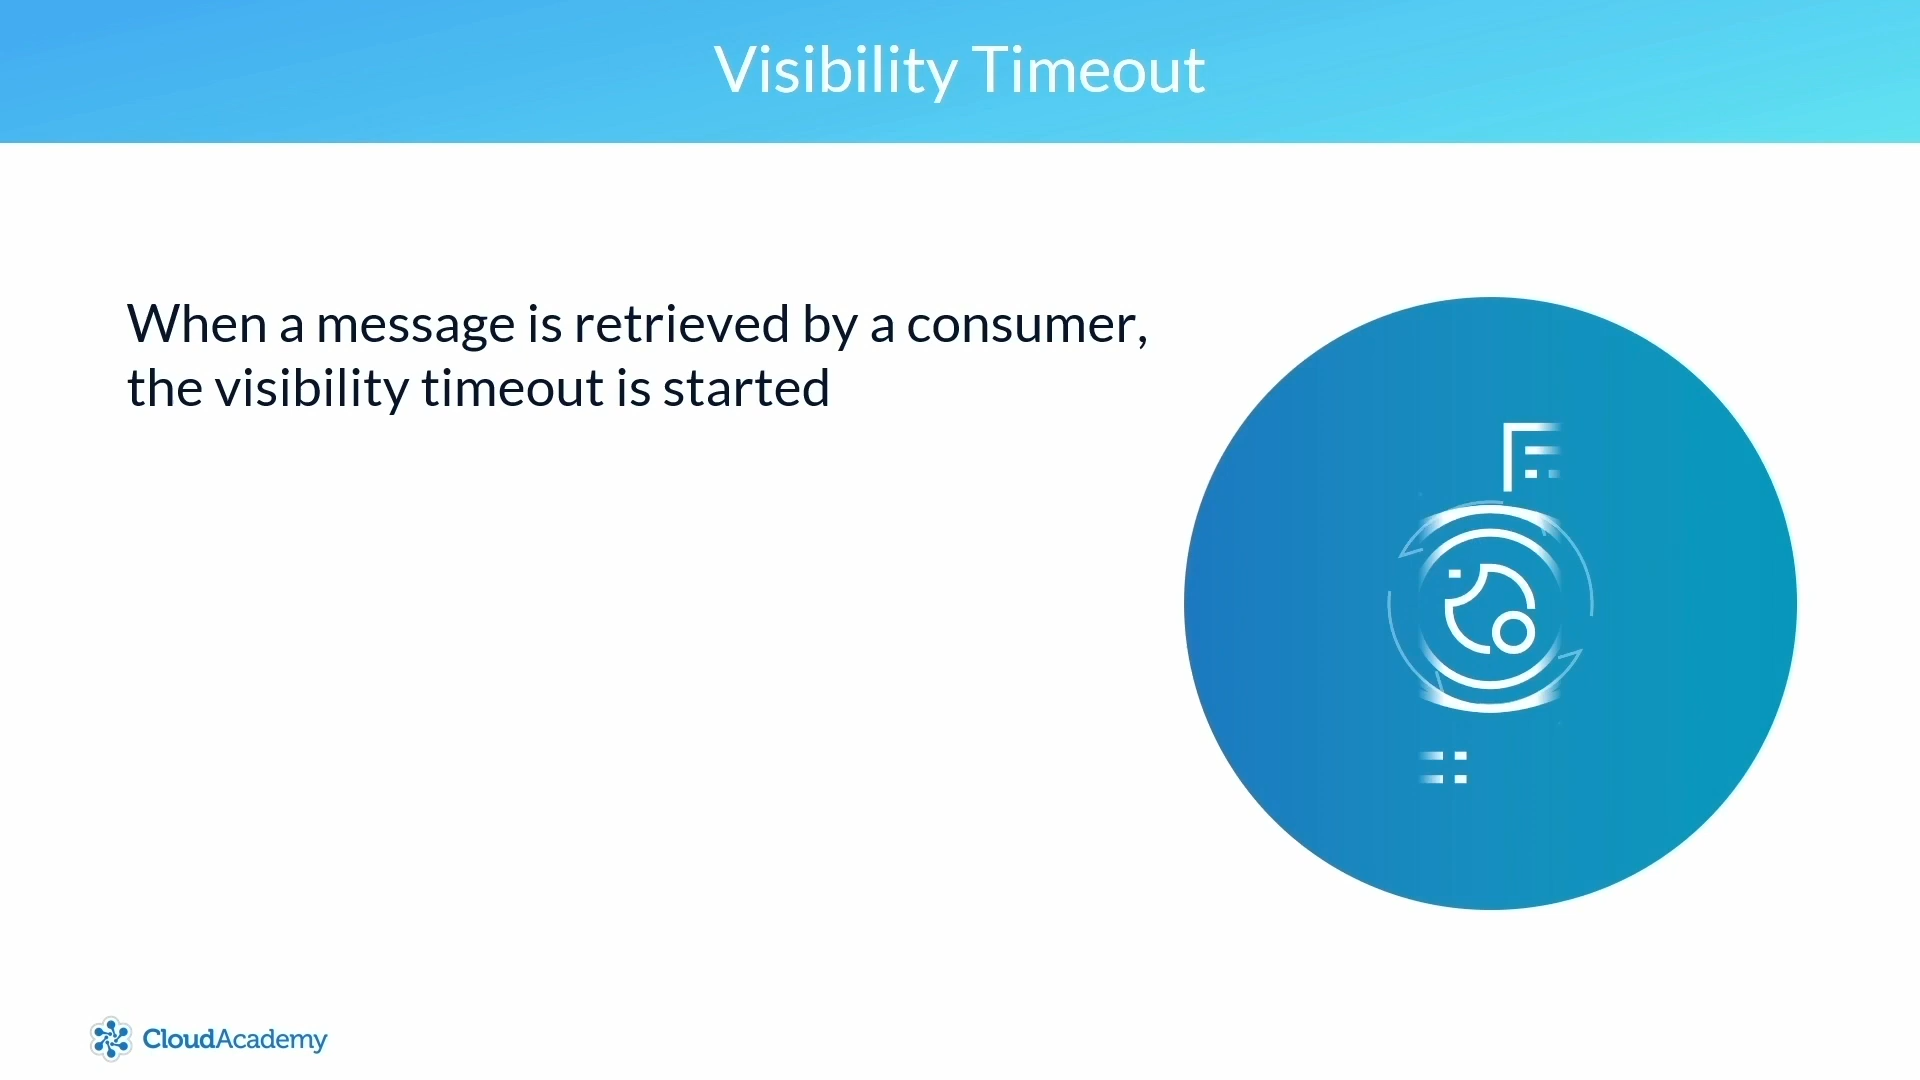 Visibility Timeout
When a message is retrieved by a consumer,
the visibility timeout is started
CloudAcademy